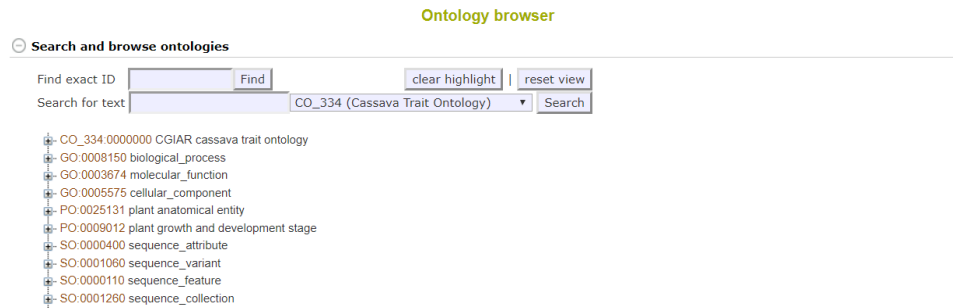 Ontology browser
Search and browse ontologies
Find exact ID Find clear highlight | reset view
Search for text CO_334 (Cassava Trait Ontology) Search
CO_334:0000000 CGIAR cassava trait ontology
GO:0008150 biological_process
GO:0003674 molecular_function
GO:0005575 cellular_component
PO:0025131 plant anatomical entity
PO:0009012 plant growth and development stage
SO:0000400 sequence_attribute
SO:0001060 sequence_variant
SO:0000110 sequence_feature
SO:0001260 sequence_collection